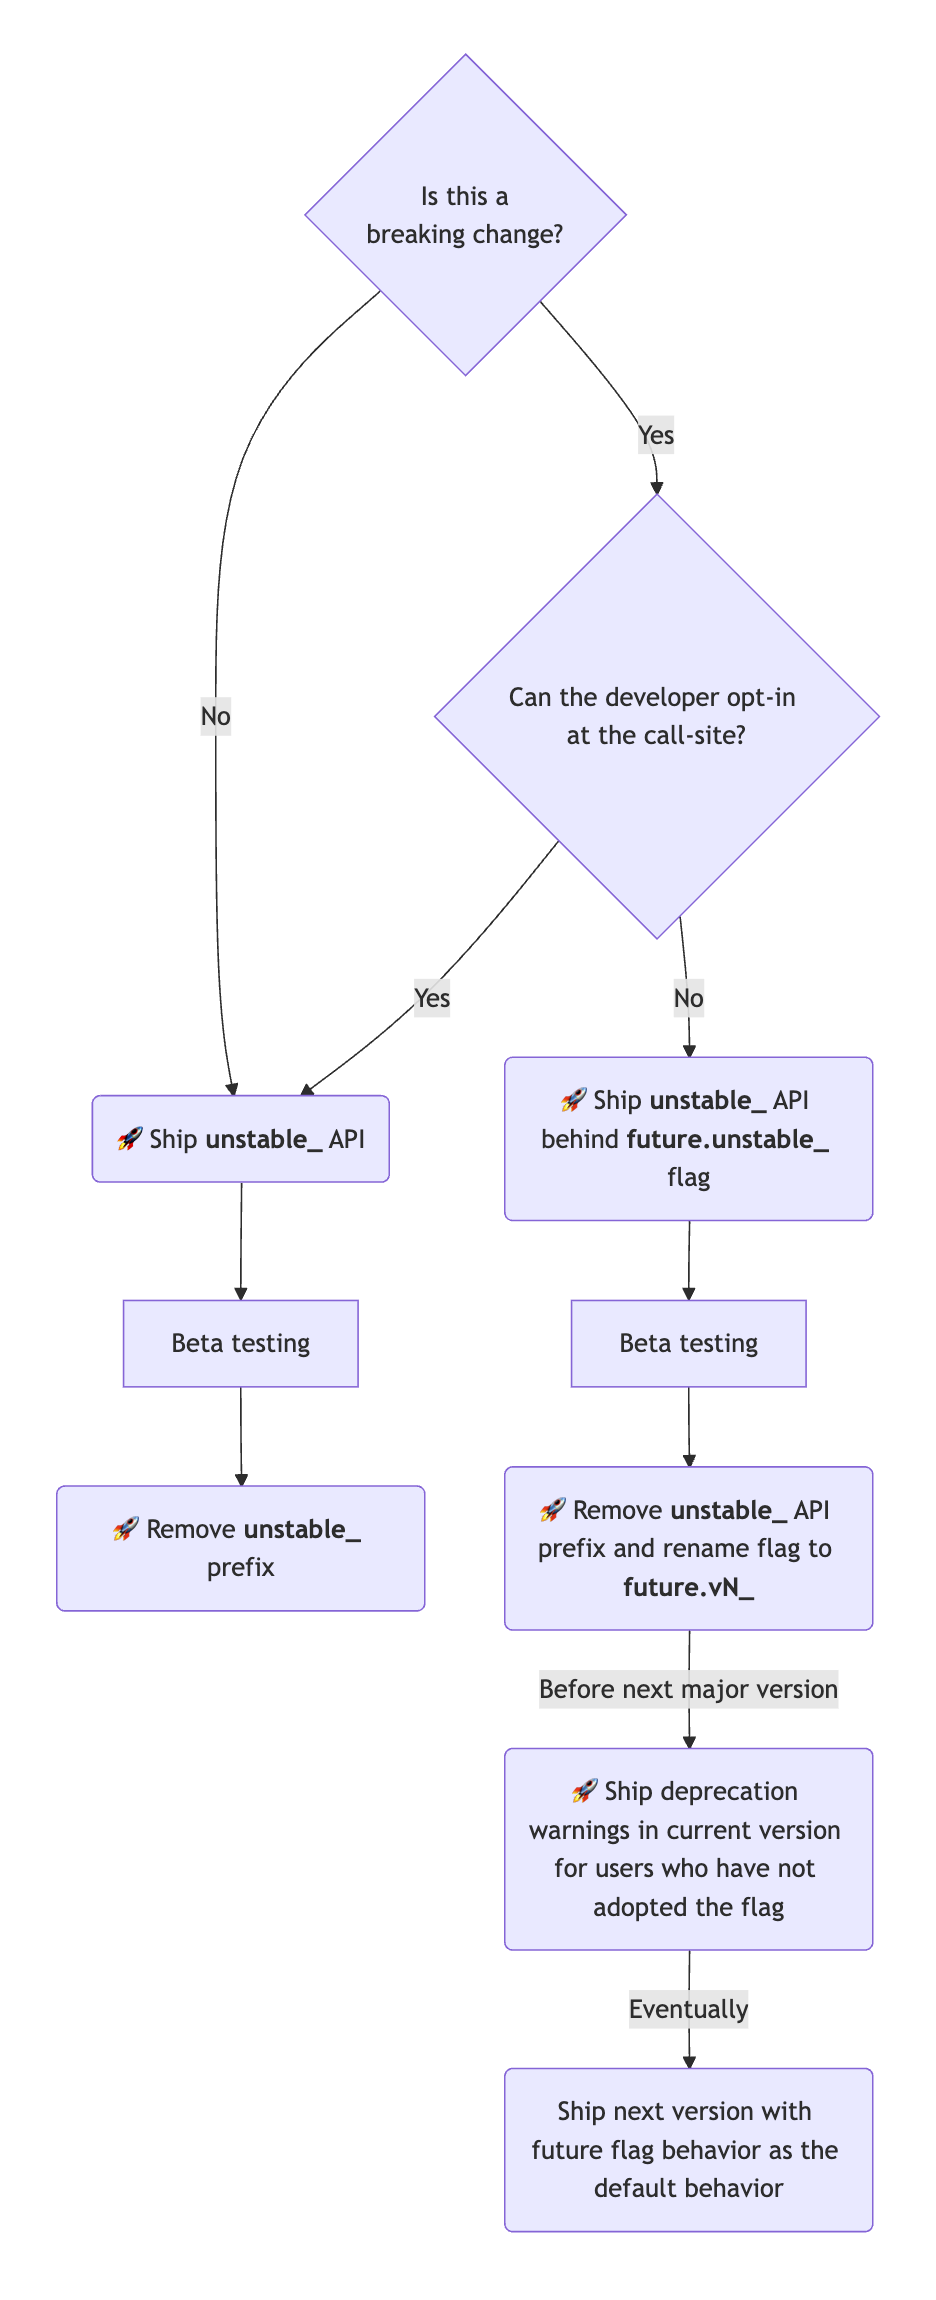 Is this a
breaking change?
Yes
Can the developer opt-in
at the call-site?
No
Yes
No
🚀 Ship unstable_ API
🚀 Ship unstable_ API
behind future.unstable_
flag
Beta testing
Beta testing
🚀 Remove unstable_
prefix
🚀 Remove unstable_ API
prefix and rename flag to
future.vN_
Before next major version
🚀 Ship deprecation
warnings in current version
for users who have not
adopted the flag
Eventually
Ship next version with
future flag behavior as the
default behavior